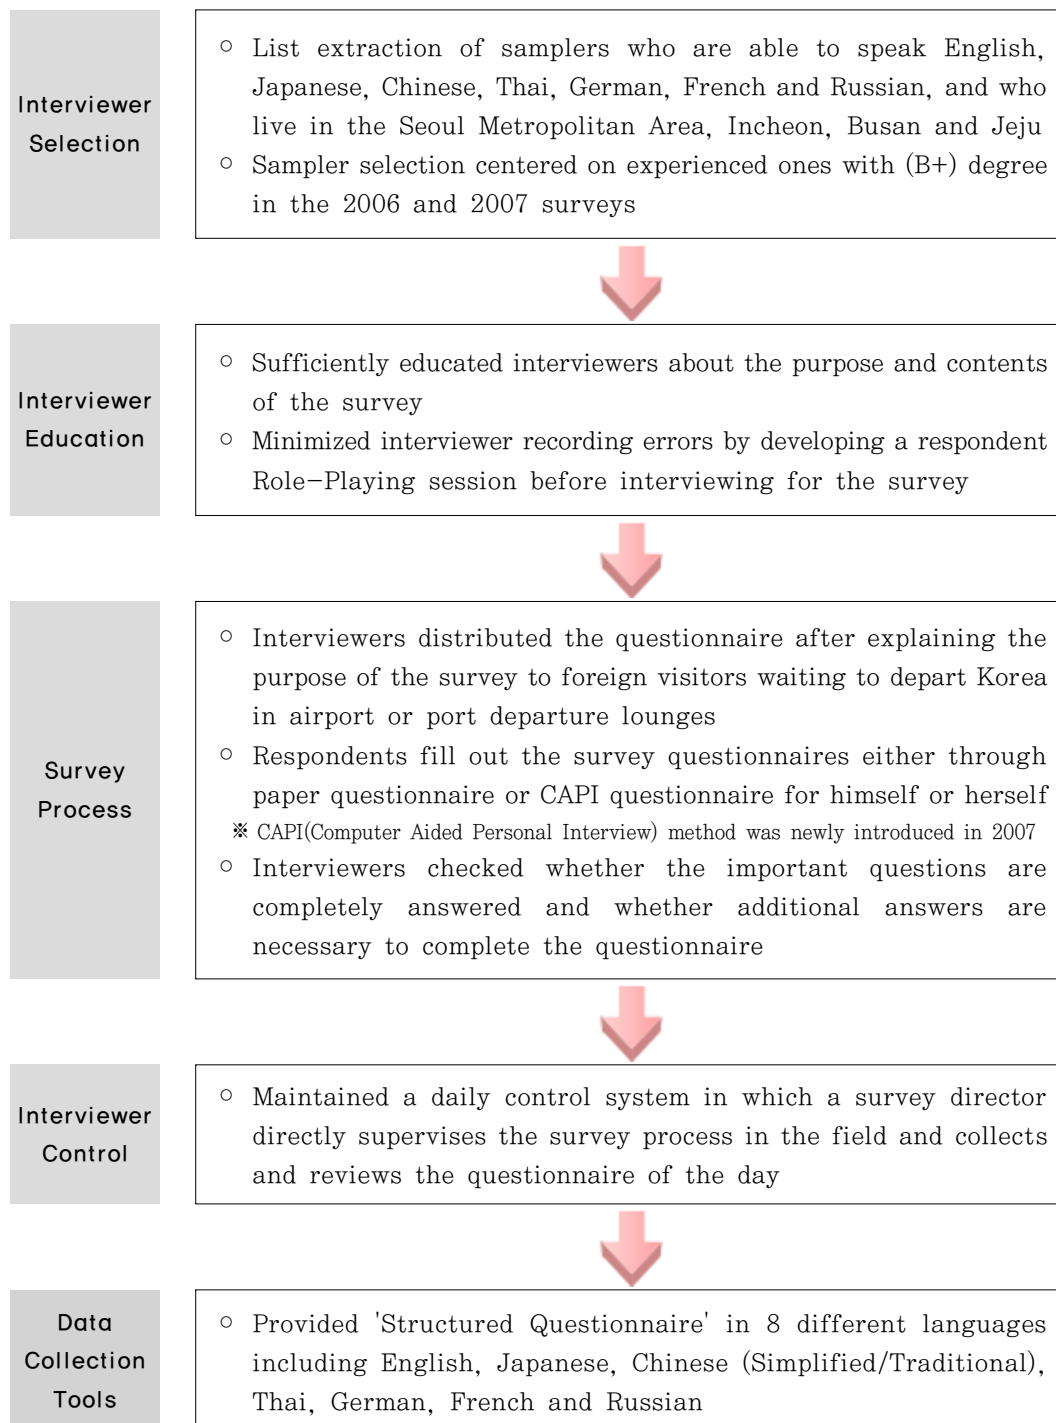 Interviewer
Selection
○ List extraction of samplers who are able to speak English,
Japanese, Chinese, Thai, German, French and Russian, and who
live in the Seoul Metropolitan Area, Incheon, Busan and Jeju
○ Sampler selection centered on experienced ones with (B+) degree
in the 2006 and 2007 surveys
Interviewer
Education
○ Sufficiently educated interviewers about the purpose and contents
of the survey
○ Minimized interviewer recording errors by developing a respondent
Role-Playing session before interviewing for the survey
Survey
Process
○ Interviewers distributed the questionnaire after explaining the
purpose of the survey to foreign visitors waiting to depart Korea
in airport or port departure lounges
○ Respondents fill out the survey questionnaires either through
paper questionnaire or CAPI questionnaire for himself or herself
※ CAPI(Computer Aided Personal Interview) method was newly introduced in 2007
○ Interviewers checked whether the important questions are
completely answered and whether additional answers are
necessary to complete the questionnaire
Interviewer
Control
○ Maintained a daily control system in which a survey director
directly supervises the survey process in the field and collects
and reviews the questionnaire of the day
Data
Collection
Tools
○ Provided 'Structured Questionnaire' in 8 different languages
including English, Japanese, Chinese (Simplified/Traditional),
Thai, German, French and Russian